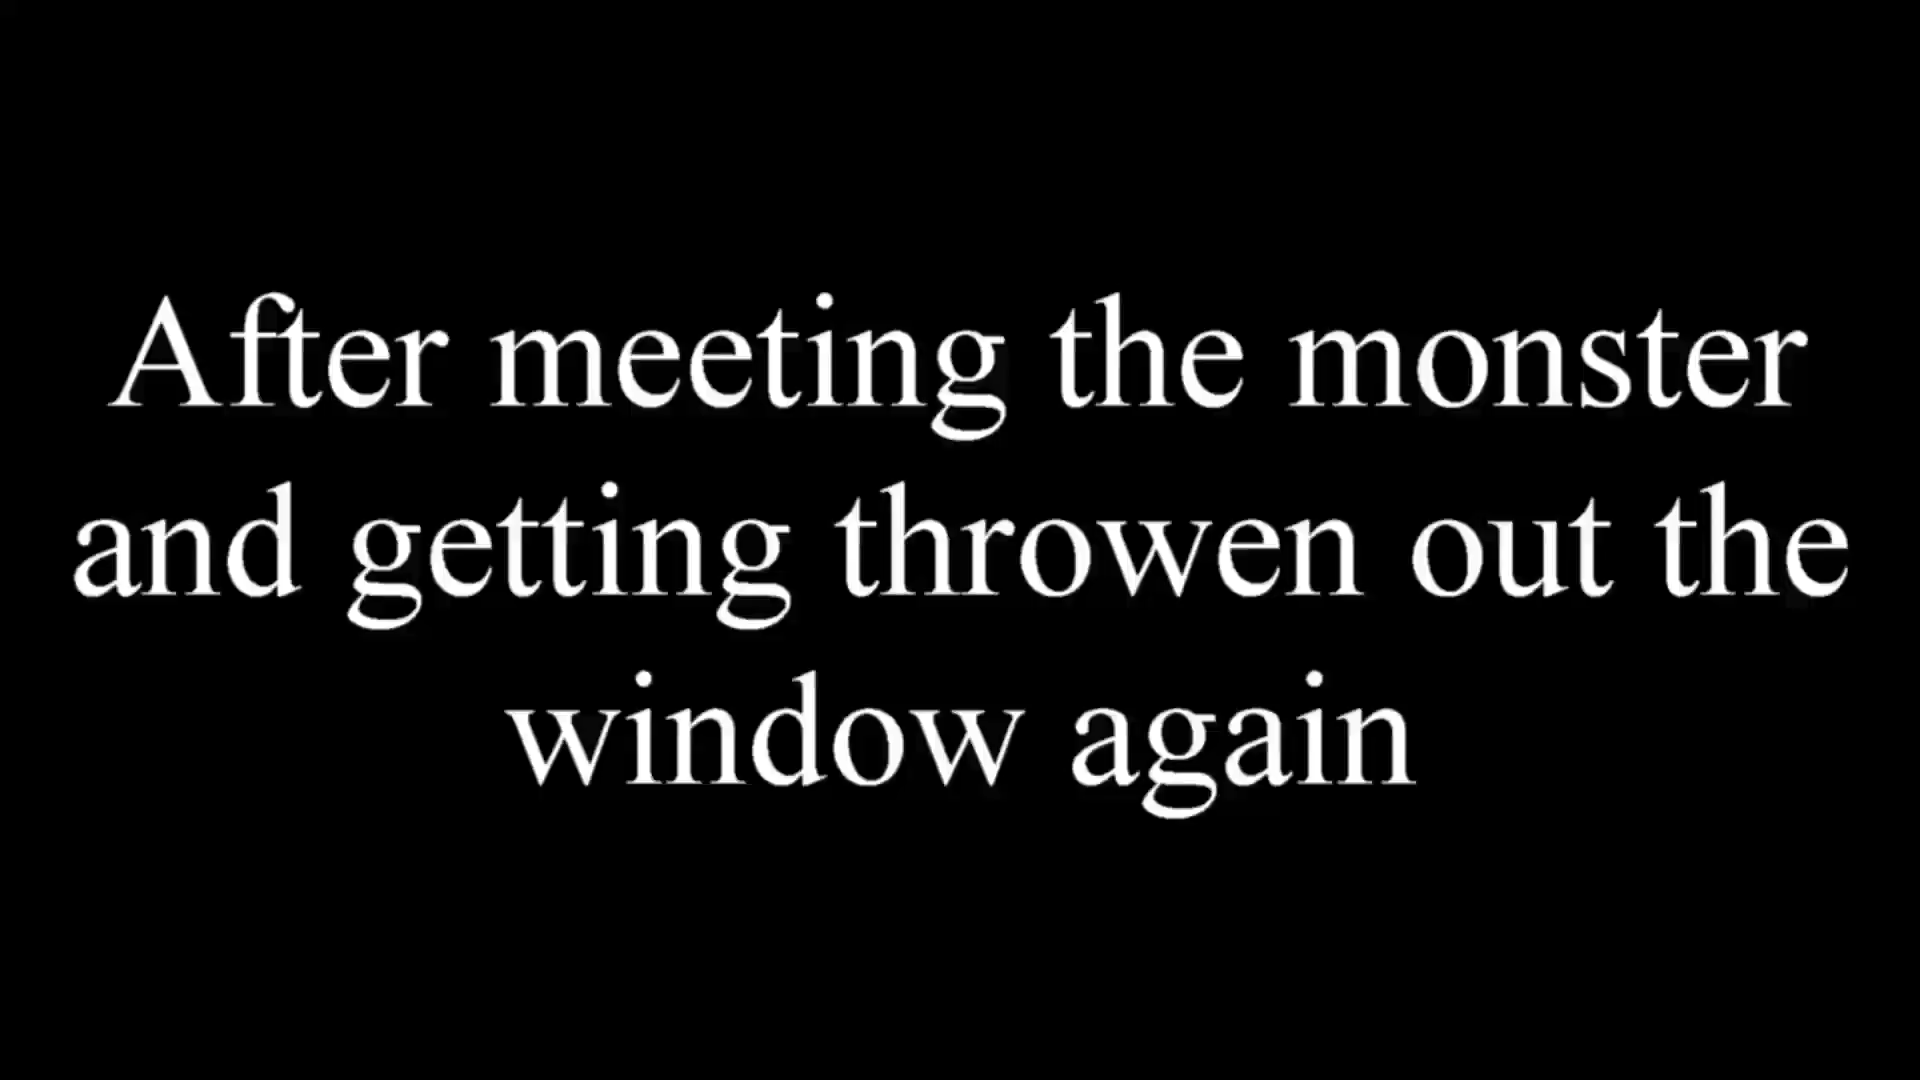 After meeting the monster
and getting throwen out the
window again